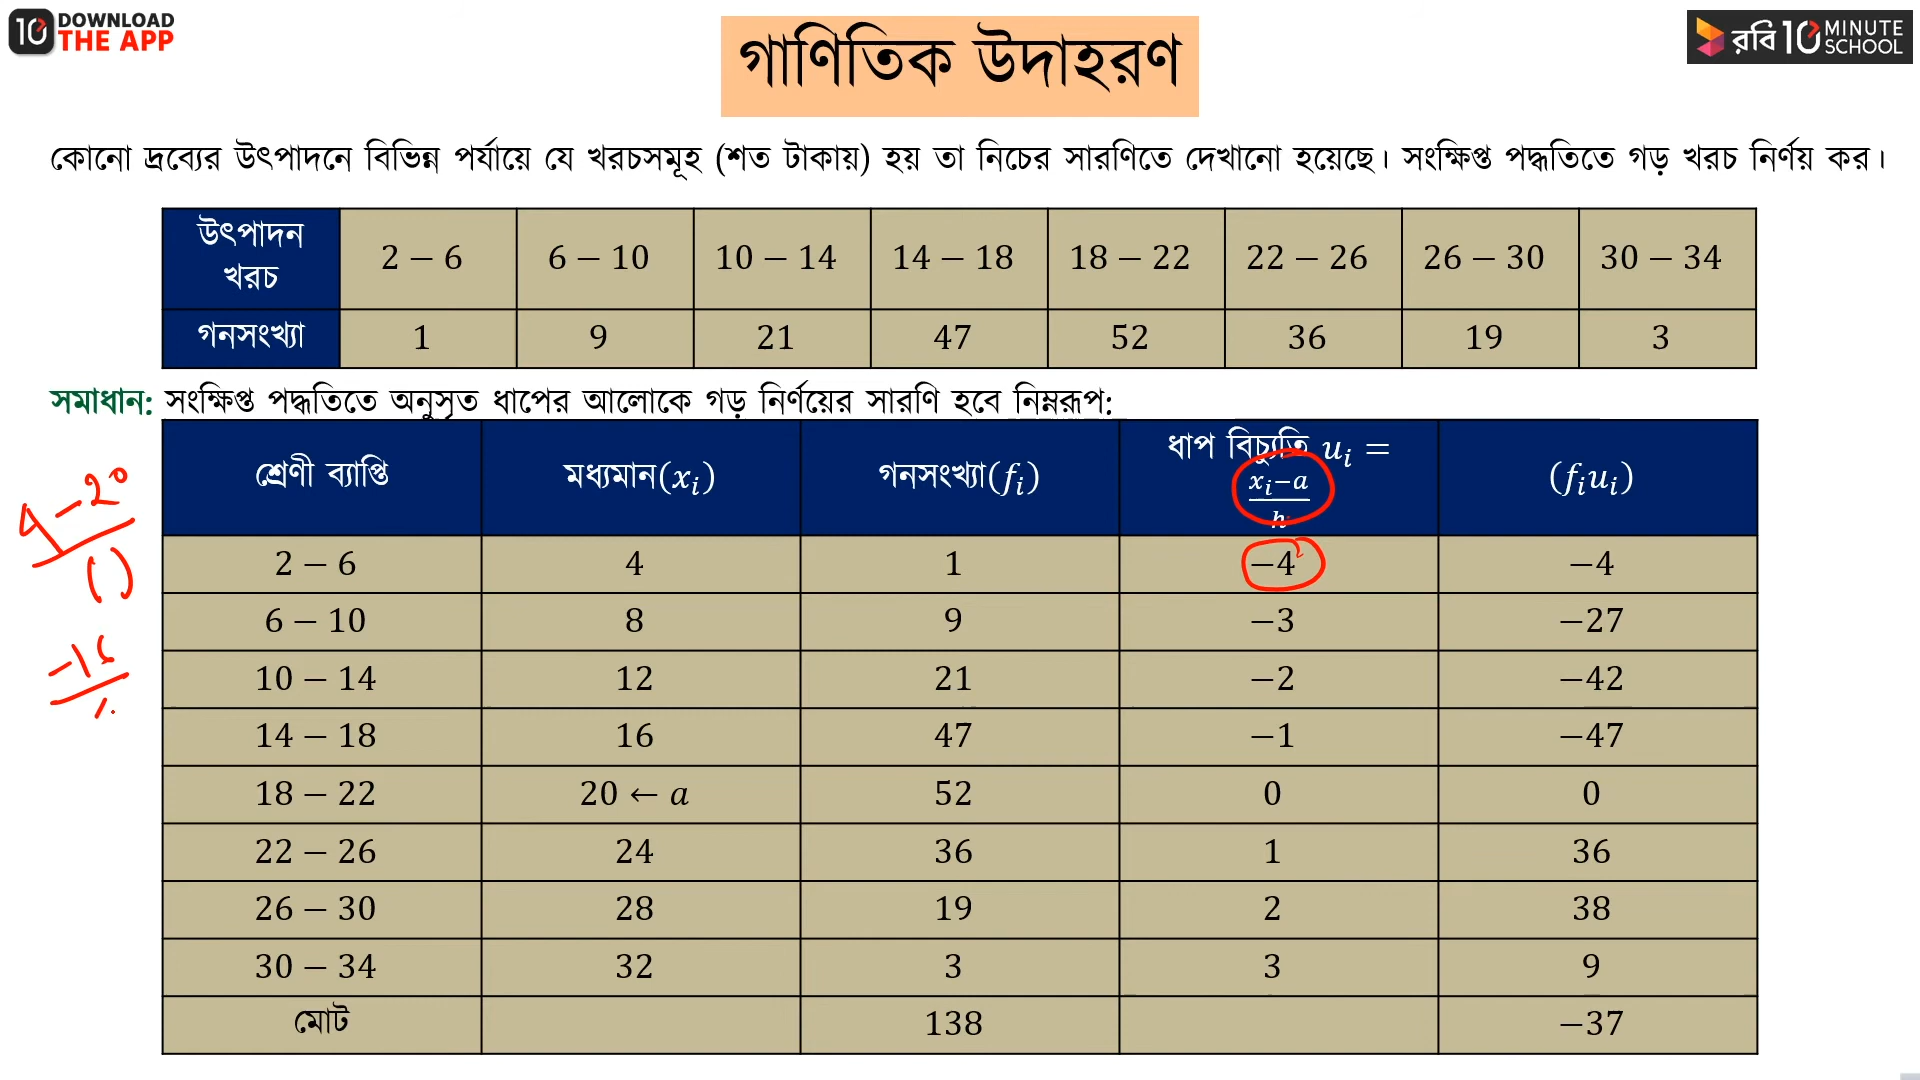 10 DOWNLOAD THE APP
গাণিতিক উদাহরণ
রবি 10 MINUTE SCHOOL
কোনো দ্রব্যের উৎপাদনে বিভিন্ন পর্যায়ে যে খরচসমূহ (শত টাকায়) হয় তা নিচের সারণিতে দেখানো হয়েছে। সংক্ষিপ্ত পদ্ধতিতে গড় খরচ নির্ণয় কর।
উৎপাদন খরচ 2 − 6 6 − 10 10 − 14 14 − 18 18 − 22 22 − 26 26 − 30 30 − 34
গনসংখ্যা 1 9 21 47 52 36 19 3
সমাধান: সংক্ষিপ্ত পদ্ধতিতে অনুসৃত ধাপের আলোকে গড় নির্ণয়ের সারণি হবে নিম্নরূপ:
শ্রেণী ব্যাপ্তি মধ্যমান(xᵢ) গনসংখ্যা(fᵢ) ধাপ বিচ্যুতি uᵢ = (xᵢ−a)/h (fᵢuᵢ)
2 − 6 4 1 −4 −4
6 − 10 8 9 −3 −27
10 − 14 12 21 −2 −42
14 − 18 16 47 −1 −47
18 − 22 20 ← a 52 0 0
22 − 26 24 36 1 36
26 − 30 28 19 2 38
30 − 34 32 3 3 9
মোট 138 −37
4 − 20
( )
−16